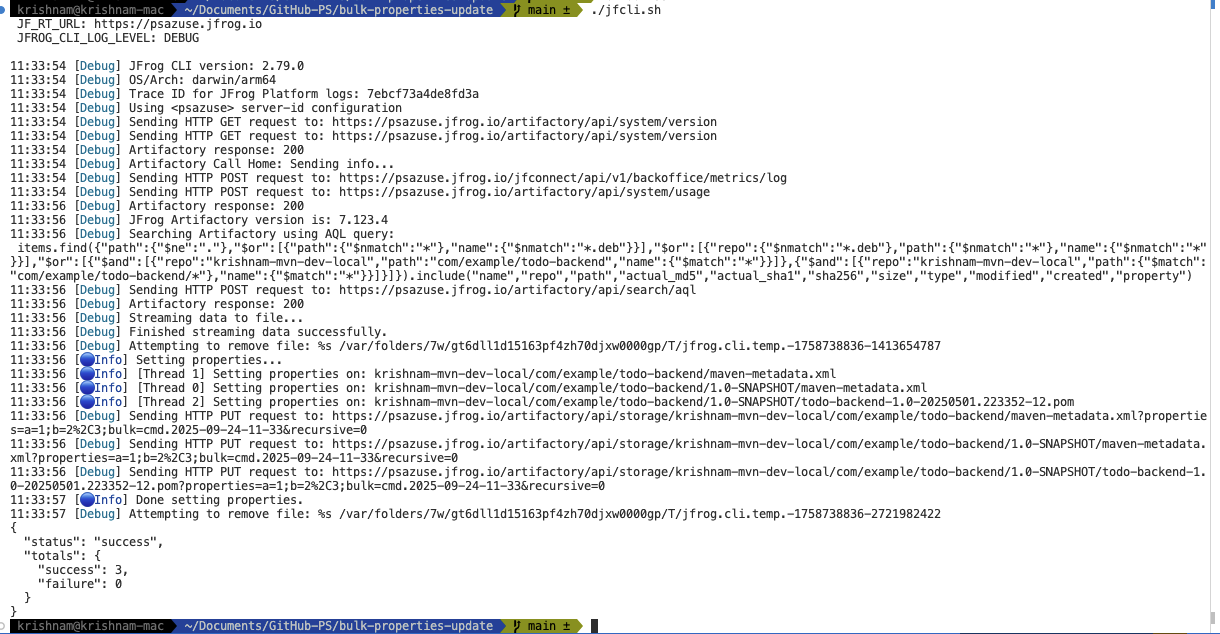 krishnam@krishnam-mac ~/Documents/GitHub-PS/bulk-properties-update main ± ./jfcli.sh
JF_RT_URL: https://psazuse.jfrog.io
JFROG_CLI_LOG_LEVEL: DEBUG
11:33:54 [Debug] JFrog CLI version: 2.79.0
11:33:54 [Debug] OS/Arch: darwin/arm64
11:33:54 [Debug] Trace ID for JFrog Platform logs: 7ebcf73a4de8fd3a
11:33:54 [Debug] Using <psazuse> server-id configuration
11:33:54 [Debug] Sending HTTP GET request to: https://psazuse.jfrog.io/artifactory/api/system/version
11:33:54 [Debug] Sending HTTP GET request to: https://psazuse.jfrog.io/artifactory/api/system/version
11:33:54 [Debug] Artifactory response: 200
11:33:54 [Debug] Artifactory Call Home: Sending info...
11:33:54 [Debug] Sending HTTP POST request to: https://psazuse.jfrog.io/jfconnect/api/v1/backoffice/metrics/log
11:33:54 [Debug] Sending HTTP POST request to: https://psazuse.jfrog.io/artifactory/api/system/usage
11:33:56 [Debug] Artifactory response: 200
11:33:56 [Debug] JFrog Artifactory version is: 7.123.4
11:33:56 [Debug] Searching Artifactory using AQL query:
items.find({"path":{"$ne":"."},"$or":[{"path":{"$nmatch":"*"},"name":{"$nmatch":"*.deb"}}],"$or":[{"repo":{"$nmatch":"*.deb"},"path":{"$nmatch":"*"},"name":{"$nmatch":"*"
}}],"$or":[{"$and":[{"repo":"krishnam-mvn-dev-local","path":"com/example/todo-backend","name":{"$match":"*"}}]},{"$and":[{"repo":"krishnam-mvn-dev-local","path":{"$match":
"com/example/todo-backend/*"},"name":{"$match":"*"}}]}]}).include("name","repo","path","actual_md5","actual_sha1","sha256","size","type","modified","created","property")
11:33:56 [Debug] Sending HTTP POST request to: https://psazuse.jfrog.io/artifactory/api/search/aql
11:33:56 [Debug] Artifactory response: 200
11:33:56 [Debug] Streaming data to file...
11:33:56 [Debug] Finished streaming data successfully.
11:33:56 [Debug] Attempting to remove file: %s /var/folders/7w/gt6dll1d15163pf4zh70djxw0000gp/T/jfrog.cli.temp.-1758738836-1413654787
11:33:56 [🔵Info] Setting properties...
11:33:56 [🔵Info] [Thread 1] Setting properties on: krishnam-mvn-dev-local/com/example/todo-backend/maven-metadata.xml
11:33:56 [🔵Info] [Thread 0] Setting properties on: krishnam-mvn-dev-local/com/example/todo-backend/1.0-SNAPSHOT/maven-metadata.xml
11:33:56 [🔵Info] [Thread 2] Setting properties on: krishnam-mvn-dev-local/com/example/todo-backend/1.0-SNAPSHOT/todo-backend-1.0-20250501.223352-12.pom
11:33:56 [Debug] Sending HTTP PUT request to: https://psazuse.jfrog.io/artifactory/api/storage/krishnam-mvn-dev-local/com/example/todo-backend/maven-metadata.xml?propertie
s=a=1;b=2%2C3;bulk=cmd.2025-09-24-11-33&recursive=0
11:33:56 [Debug] Sending HTTP PUT request to: https://psazuse.jfrog.io/artifactory/api/storage/krishnam-mvn-dev-local/com/example/todo-backend/1.0-SNAPSHOT/maven-metadata.
xml?properties=a=1;b=2%2C3;bulk=cmd.2025-09-24-11-33&recursive=0
11:33:56 [Debug] Sending HTTP PUT request to: https://psazuse.jfrog.io/artifactory/api/storage/krishnam-mvn-dev-local/com/example/todo-backend/1.0-SNAPSHOT/todo-backend-1.
0-20250501.223352-12.pom?properties=a=1;b=2%2C3;bulk=cmd.2025-09-24-11-33&recursive=0
11:33:57 [🔵Info] Done setting properties.
11:33:57 [Debug] Attempting to remove file: %s /var/folders/7w/gt6dll1d15163pf4zh70djxw0000gp/T/jfrog.cli.temp.-1758738836-2721982422
{
"status": "success",
"totals": {
"success": 3,
"failure": 0
}
}
krishnam@krishnam-mac ~/Documents/GitHub-PS/bulk-properties-update main ±